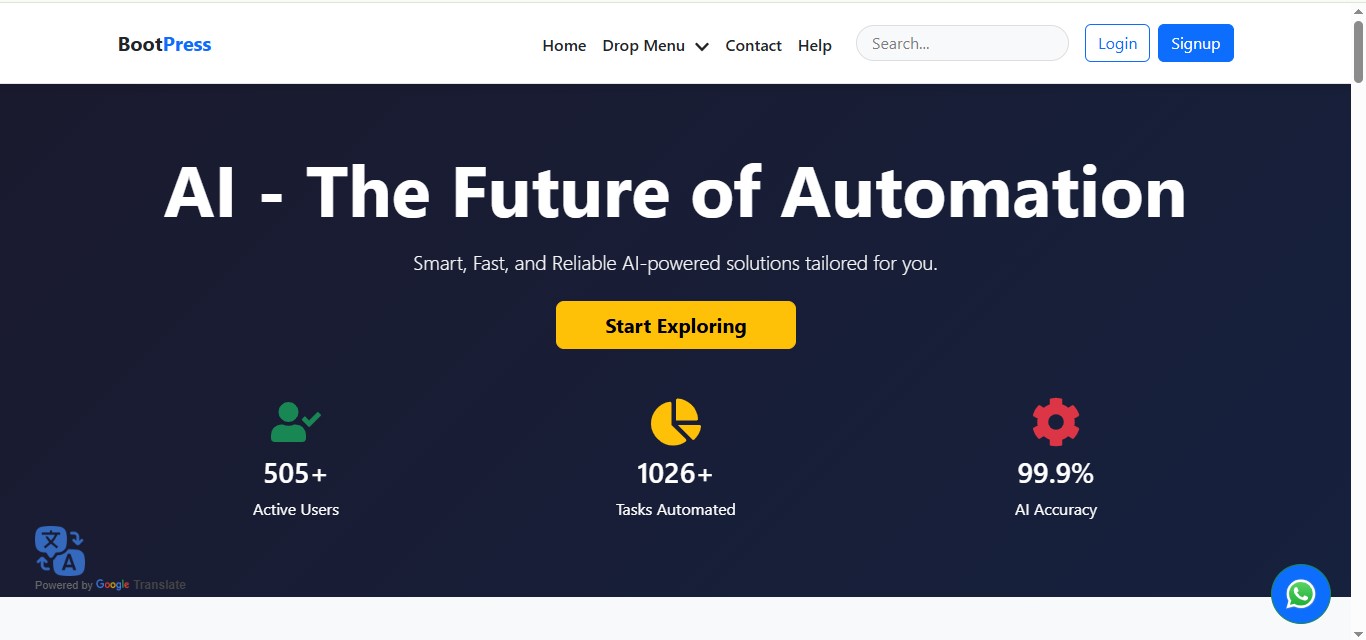 BootPress
Home Drop Menu Contact Help Search... Login Signup
AI - The Future of Automation
Smart, Fast, and Reliable AI-powered solutions tailored for you.
Start Exploring
505+ 1026+ 99.9%
Active Users Tasks Automated AI Accuracy
文 A
Powered by Google Translate